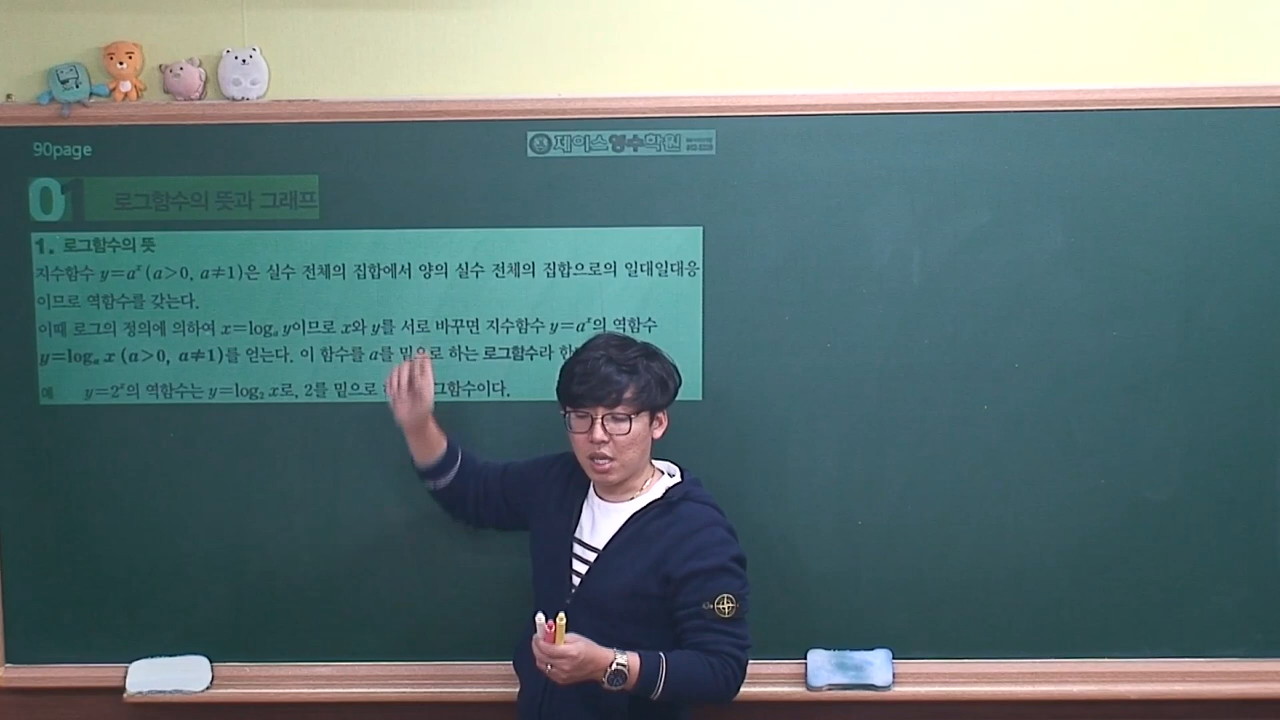 90page
제이스영수학원
01 로그함수의 뜻과 그래프
1. 로그함수의 뜻
지수함수 y=aˣ (a>0, a≠1)은 실수 전체의 집합에서 양의 실수 전체의 집합으로의 일대일대응
이므로 역함수를 갖는다.
이때 로그의 정의에 의하여 x=logₐ y이므로 x와 y를 서로 바꾸면 지수함수 y=aˣ의 역함수
y=logₐ x (a>0, a≠1)를 얻는다. 이 함수를 a를 밑으로 하는 로그함수라
예 y=2ˣ의 역함수는 y=log₂ x로, 2를 밑으로 그함수이다.